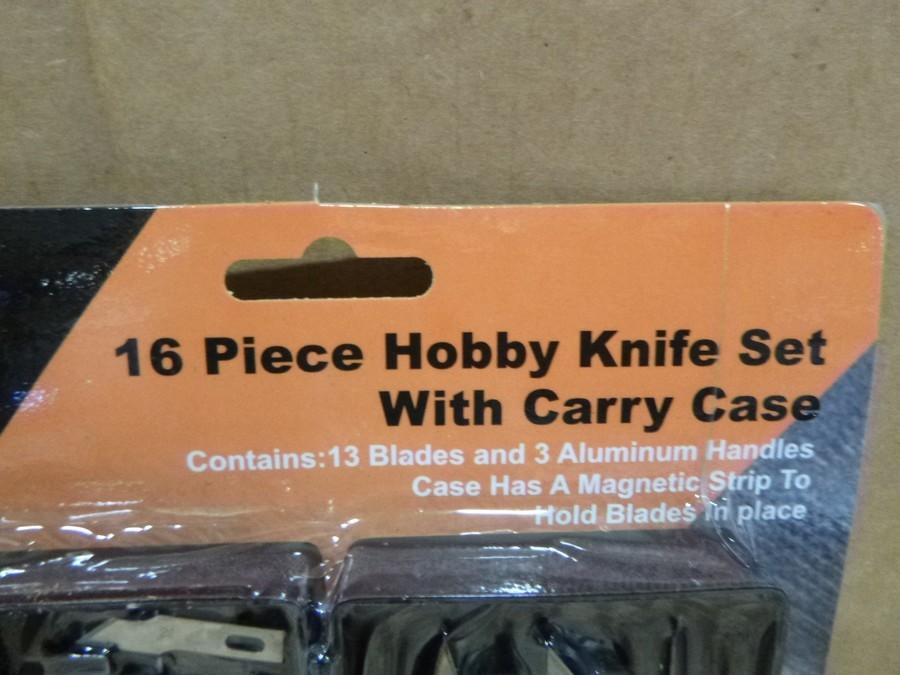 16 Piece Hobby Knife Set
With Carry Case
Contains:13 Blades and 3 Aluminum Handles
Case Has A Magnetic Strip To
Hold Blades in place